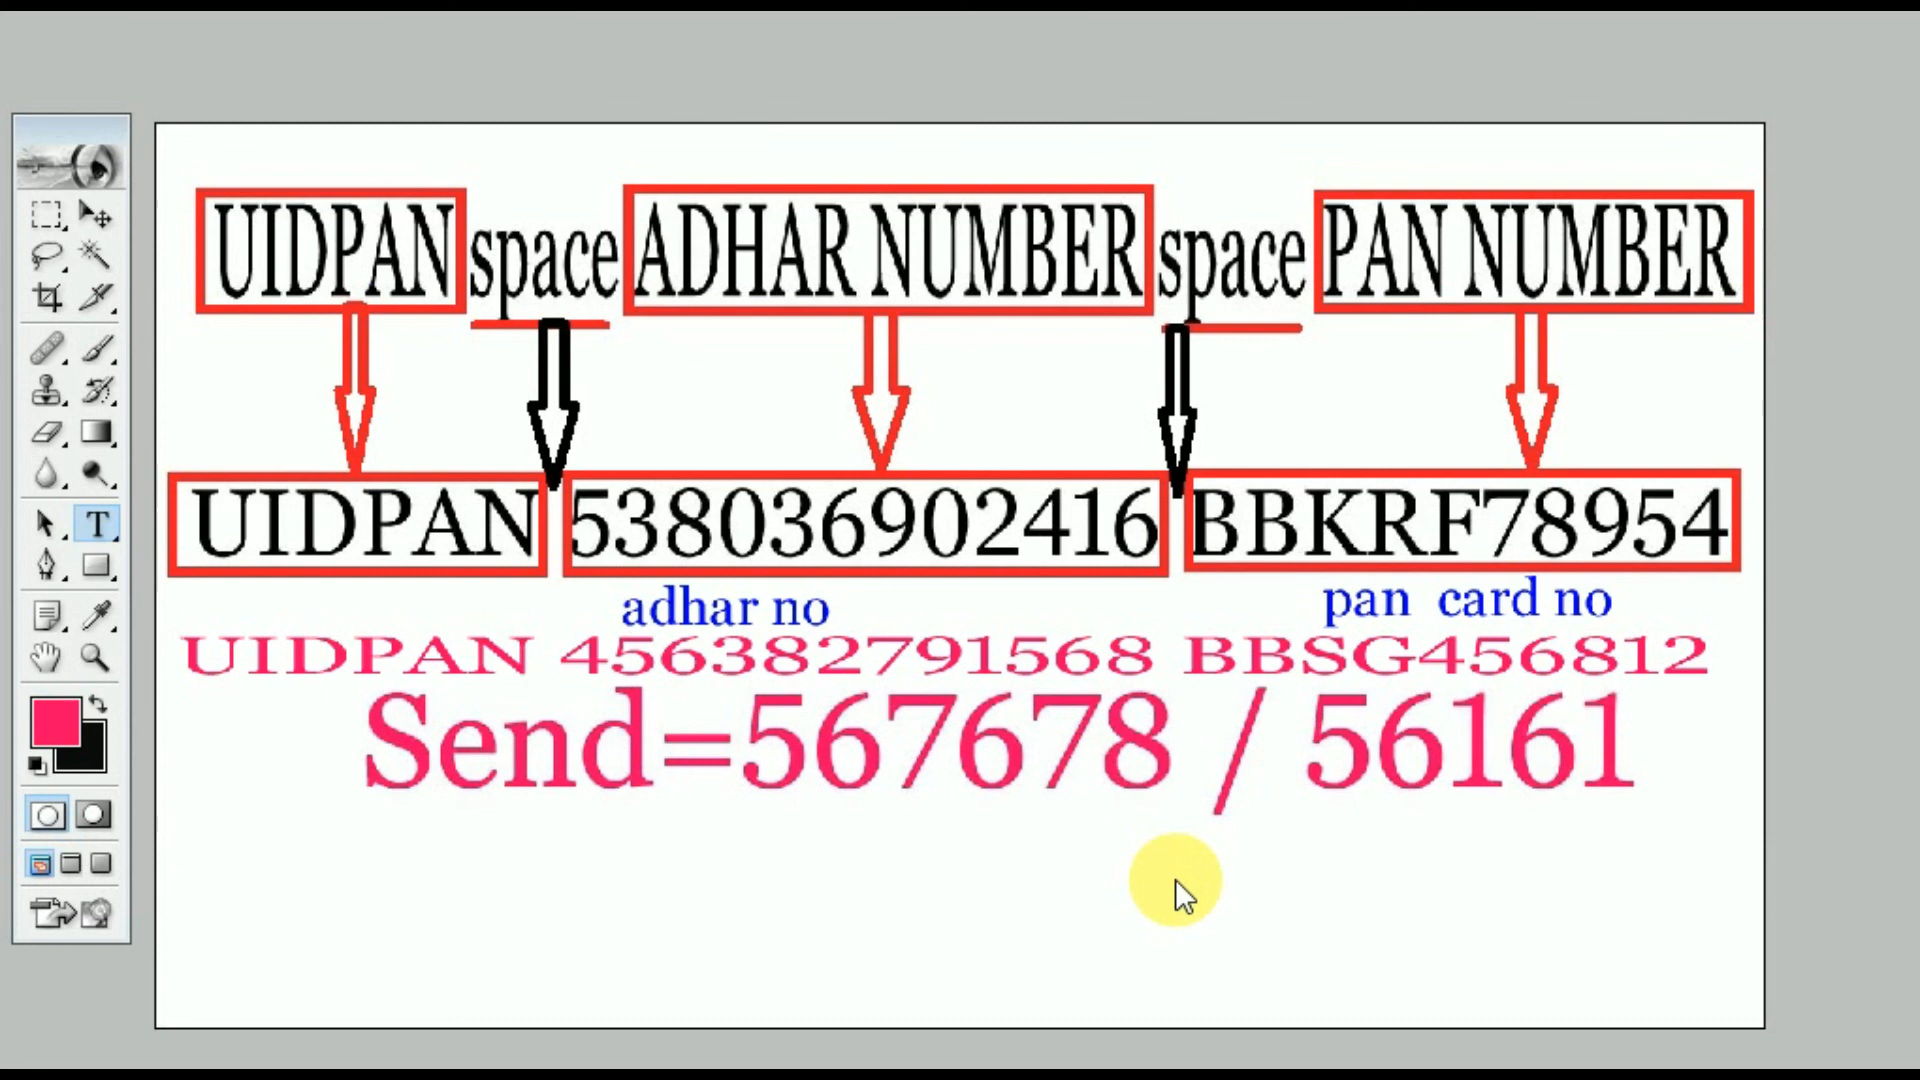 UIDPAN space ADHAR NUMBER space PAN NUMBER
UIDPAN 538036902416 BBKRF78954
adhar no pan card no
UIDPAN 456382791568 BBSG456812
Send=567678 / 56161
T